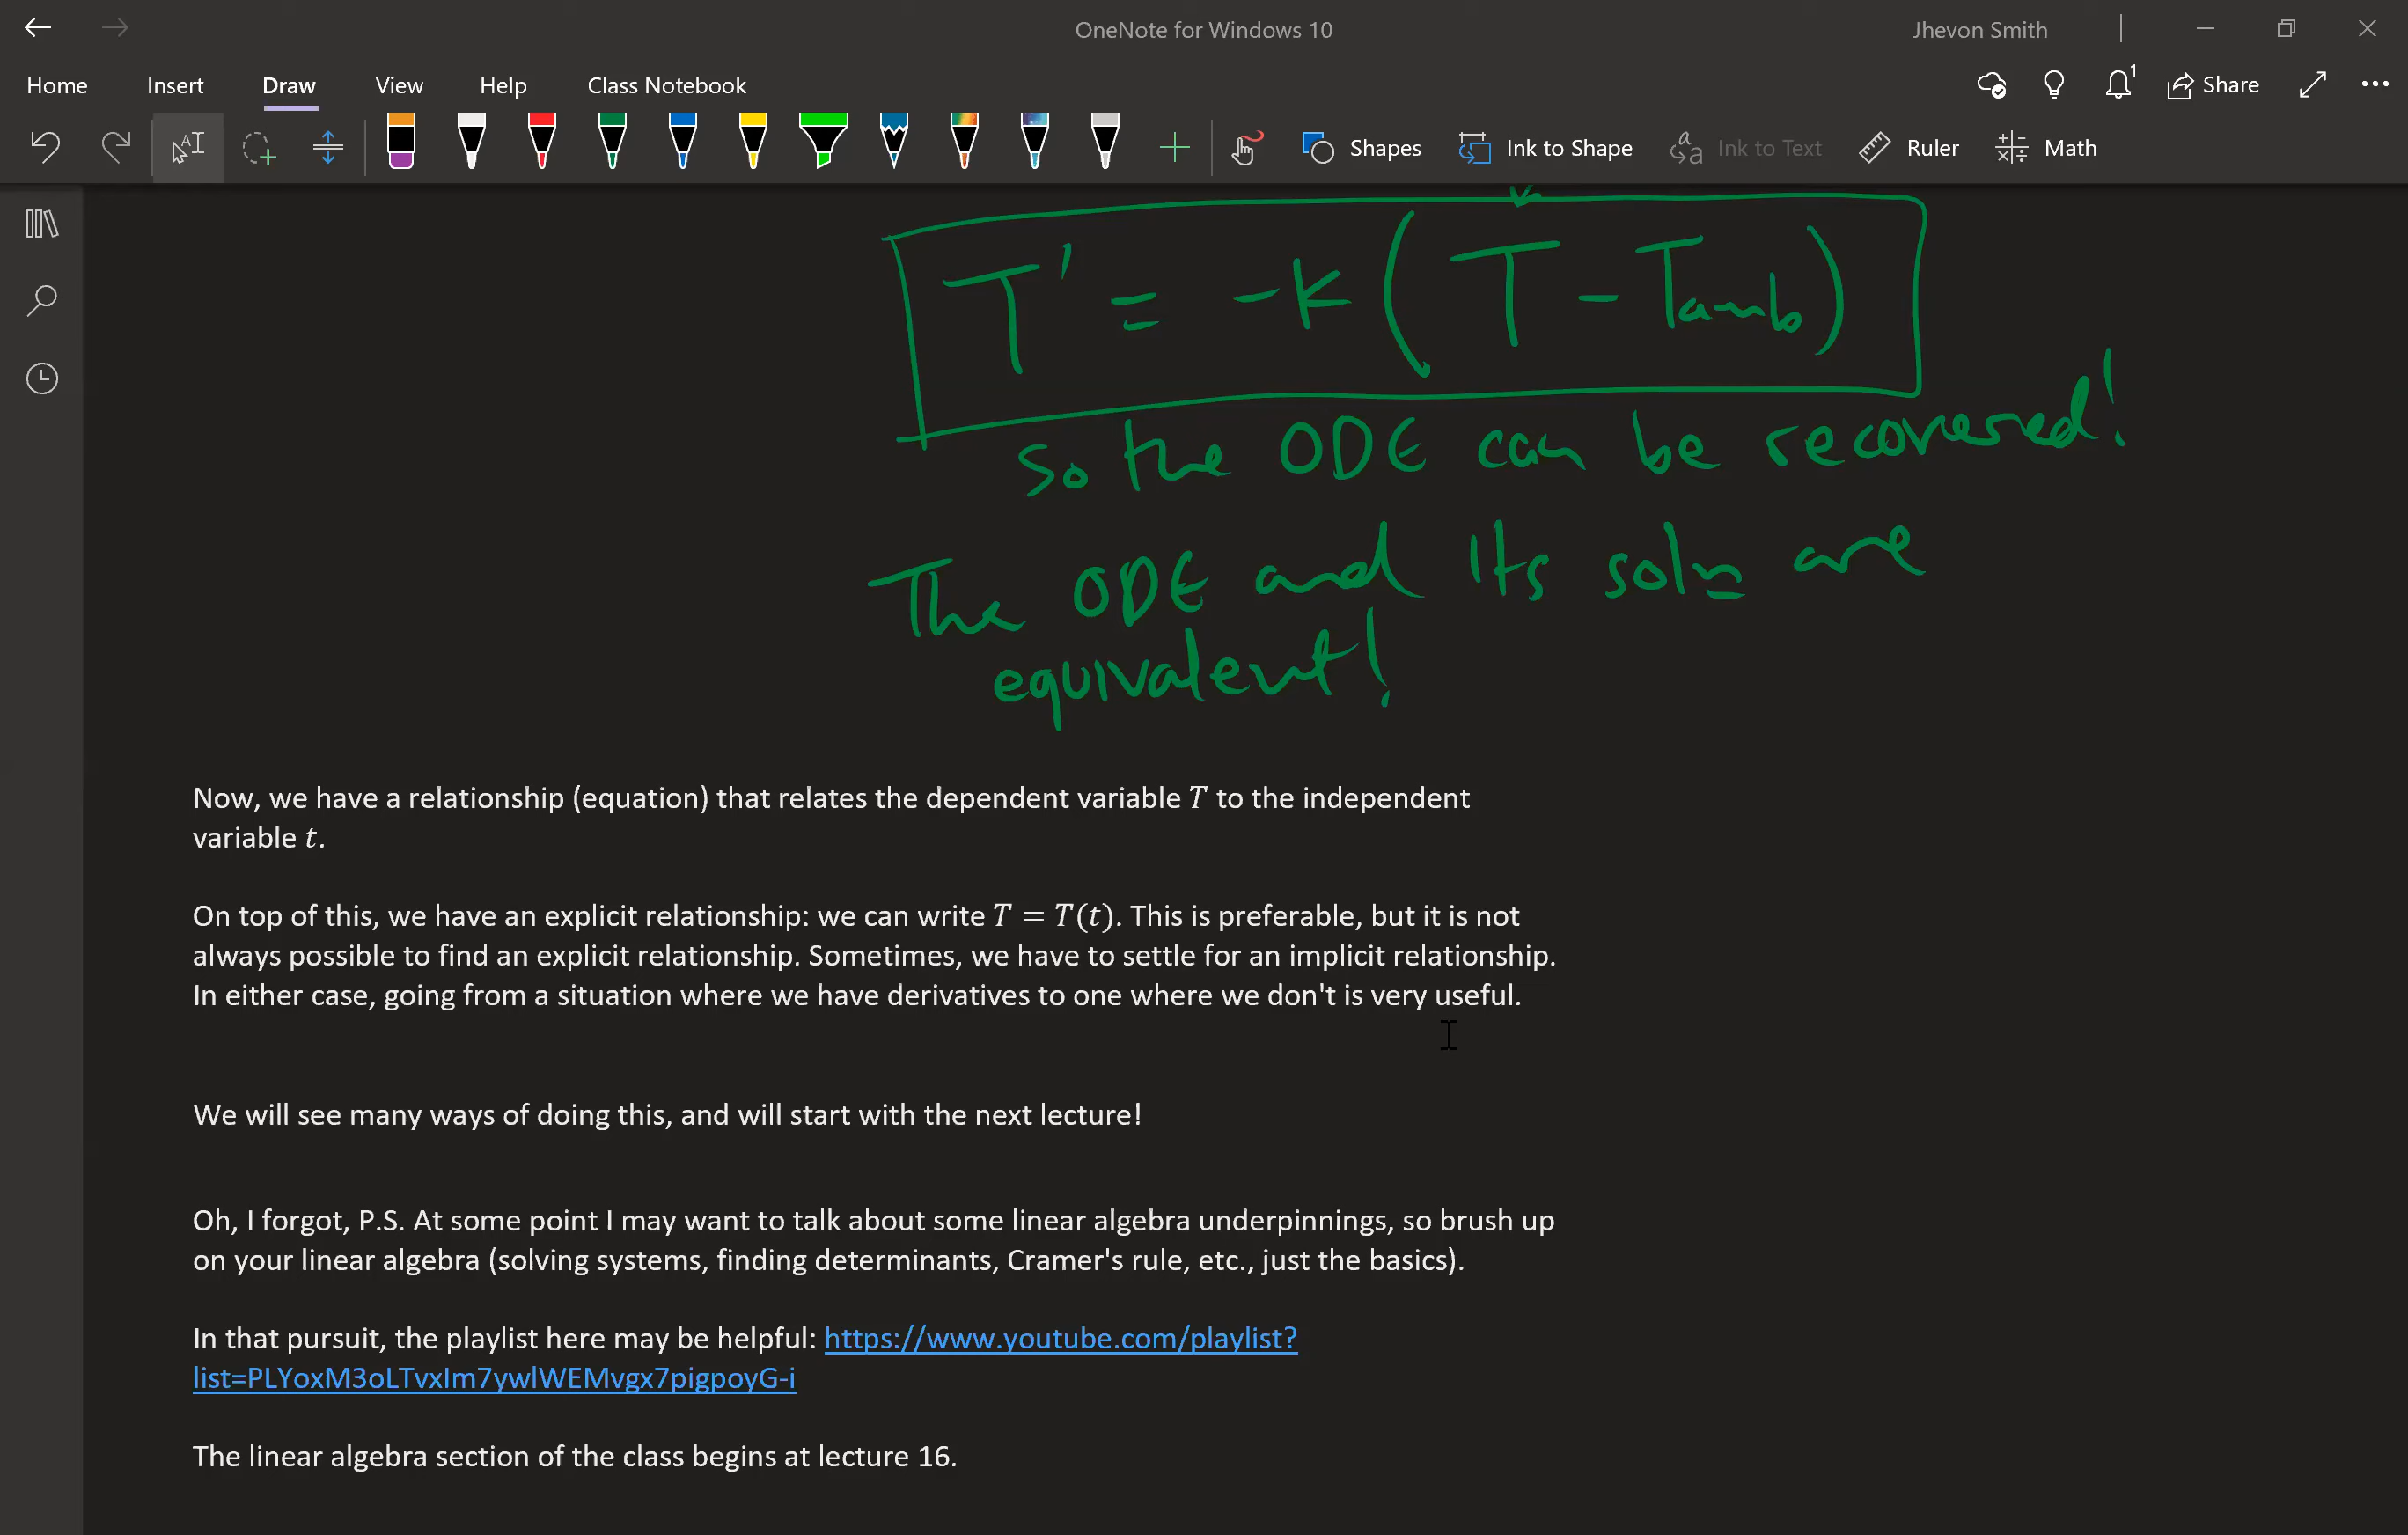 OneNote for Windows 10
Jhevon Smith
Home Insert Draw View Help Class Notebook
1
Share
Shapes Ink to Shape Ink to Text Ruler Math
T' = -k(T - Tamb)
So the ODE can be recovered!
The ODE and its soln are
equivalent!
Now, we have a relationship (equation) that relates the dependent variable T to the independent
variable t.
On top of this, we have an explicit relationship: we can write T = T(t). This is preferable, but it is not
always possible to find an explicit relationship. Sometimes, we have to settle for an implicit relationship.
In either case, going from a situation where we have derivatives to one where we don't is very useful.
We will see many ways of doing this, and will start with the next lecture!
Oh, I forgot, P.S. At some point I may want to talk about some linear algebra underpinnings, so brush up
on your linear algebra (solving systems, finding determinants, Cramer's rule, etc., just the basics).
In that pursuit, the playlist here may be helpful: https://www.youtube.com/playlist?
list=PLYoxM3oLTvxIm7ywlWEMvgx7pigpoyG-i
The linear algebra section of the class begins at lecture 16.